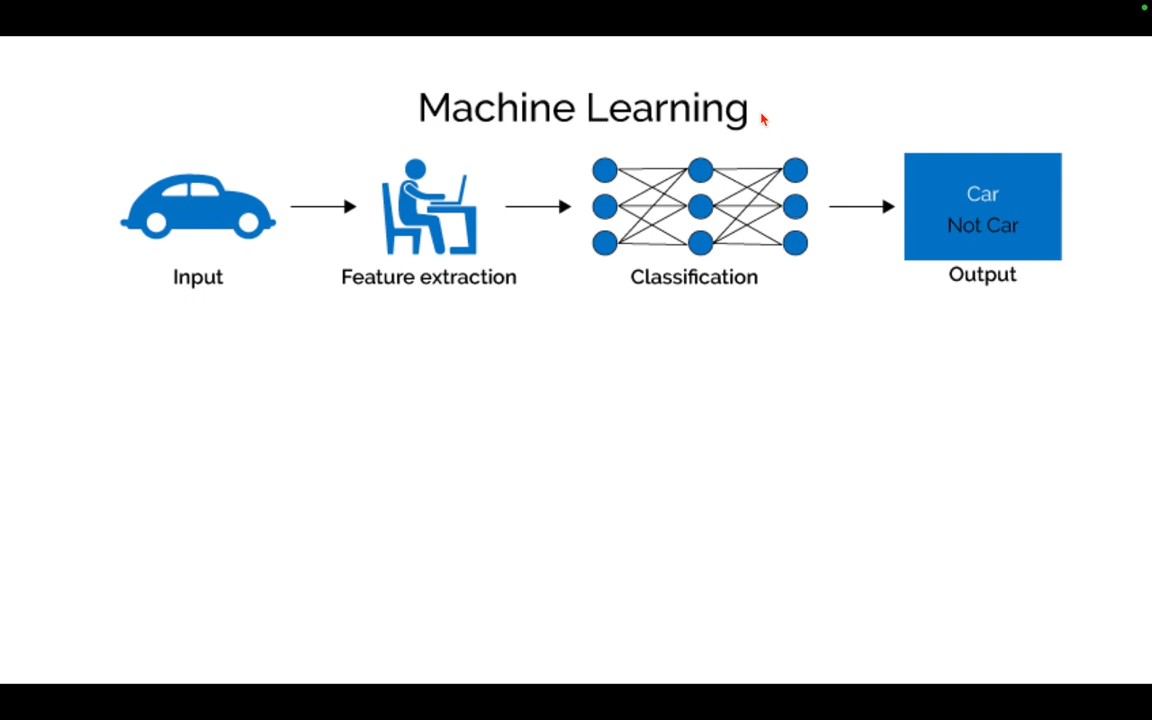 Machine Learning
Input
Feature extraction
Classification
Car
Not Car
Output